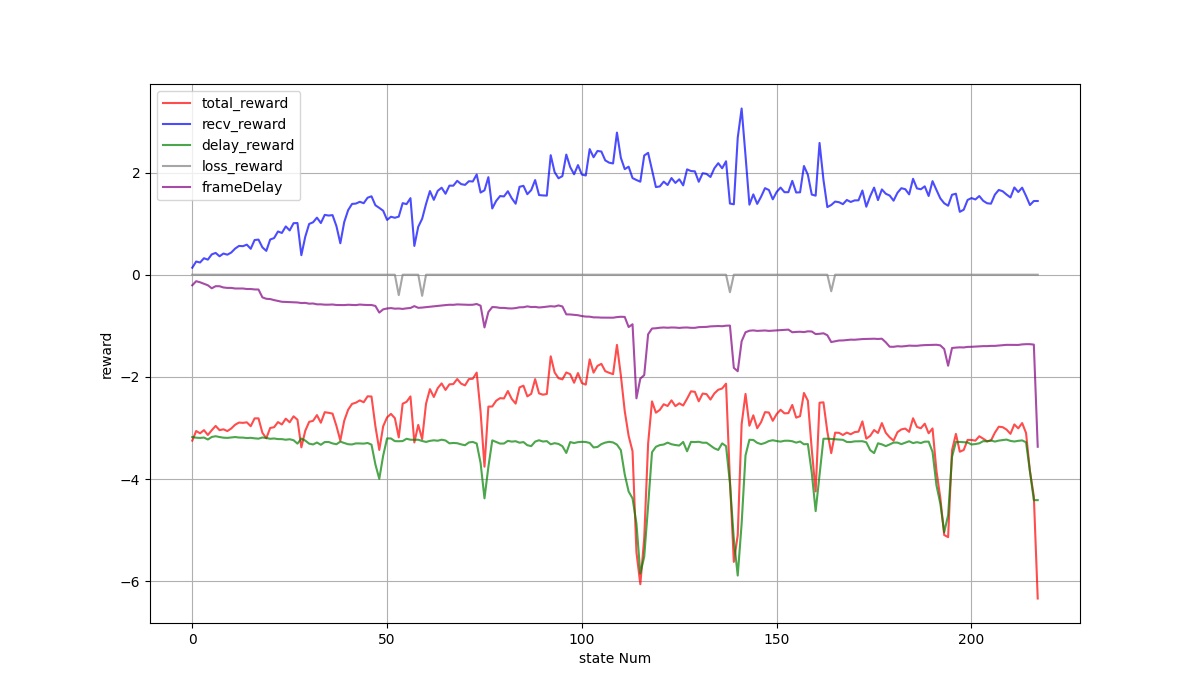 total_reward
recv_reward
delay_reward
loss_reward
frameDelay
reward
2
0
−2
−4
−6
0 50 100 150 200
state Num